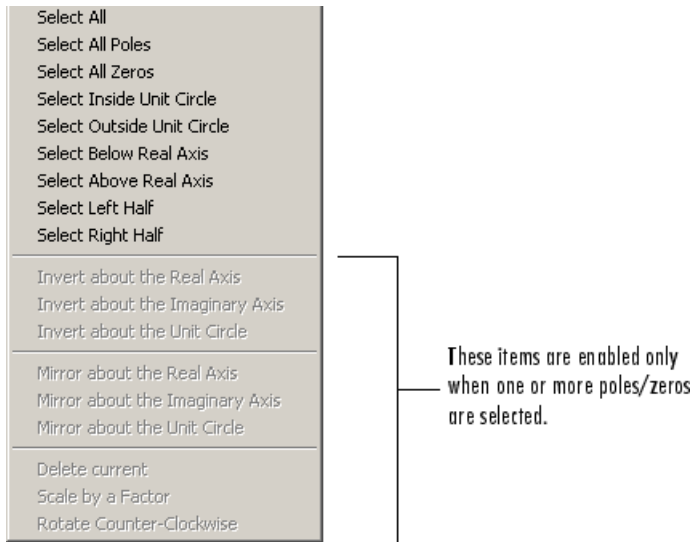 Select All
Select All Poles
Select All Zeros
Select Inside Unit Circle
Select Outside Unit Circle
Select Below Real Axis
Select Above Real Axis
Select Left Half
Select Right Half
Invert about the Real Axis
Invert about the Imaginary Axis
Invert about the Unit Circle
Mirror about the Real Axis
Mirror about the Imaginary Axis
Mirror about the Unit Circle
Delete current
Scale by a Factor
Rotate Counter-Clockwise
These items are enabled only
when one or more poles/zeros
are selected.